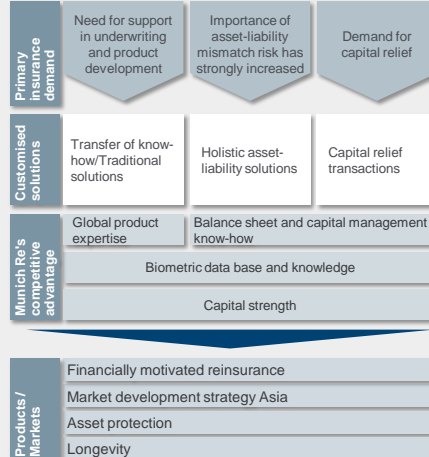 Primary
insurance
demand
Need for support
in underwriting
and product
development
Importance of
asset-liability
mismatch risk has
strongly increased
Demand for
capital relief
Customised
solutions
Transfer of know-
how/Traditional
solutions
Holistic asset-
liability solutions
Capital relief
transactions
Munich Re's
competitive
advantage
Global product
expertise
Balance sheet and capital management
know-how
Biometric data base and knowledge
Capital strength
Products /
Markets
Financially motivated reinsurance
Market development strategy Asia
Asset protection
Longevity